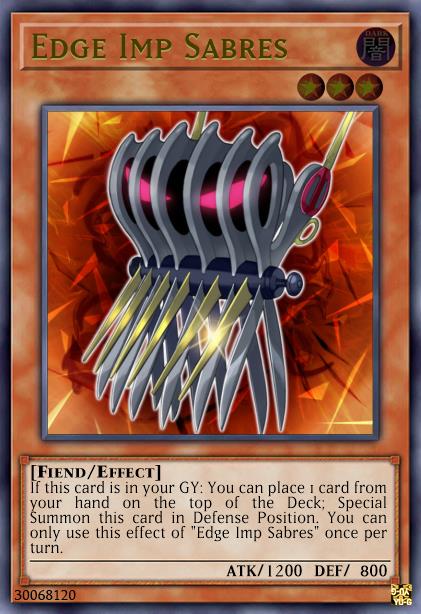 Edge Imp Sabres
DARK
闇
[Fiend/Effect]
If this card is in your GY: You can place 1 card from
your hand on the top of the Deck; Special
Summon this card in Defense Position. You can
only use this effect of "Edge Imp Sabres" once per
turn.
ATK/1200 DEF/ 800
30068120